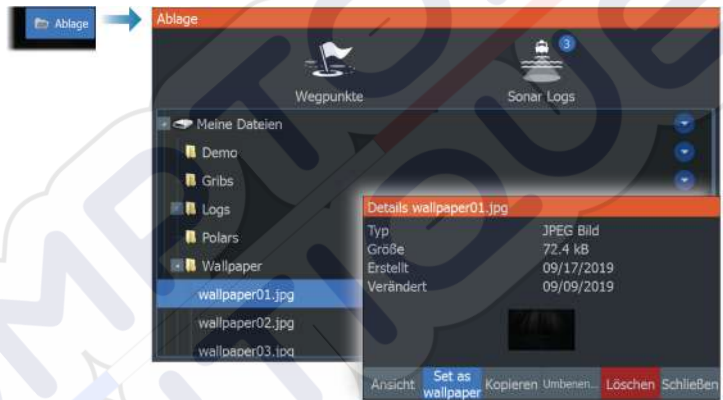 Ablage
Ablage
3
Wegpunkte
Sonar Logs
Meine Dateien
Demo
Gribs
Logs
Polars
Wallpaper
wallpaper01.jpg
wallpaper02.jpg
wallpaper03.jpg
Details wallpaper01.jpg
Typ JPEG Bild
Größe 72.4 kB
Erstellt 09/17/2019
Verändert 09/09/2019
Ansicht
Set as
wallpaper
Kopieren
Umbenen...
Löschen
Schließen